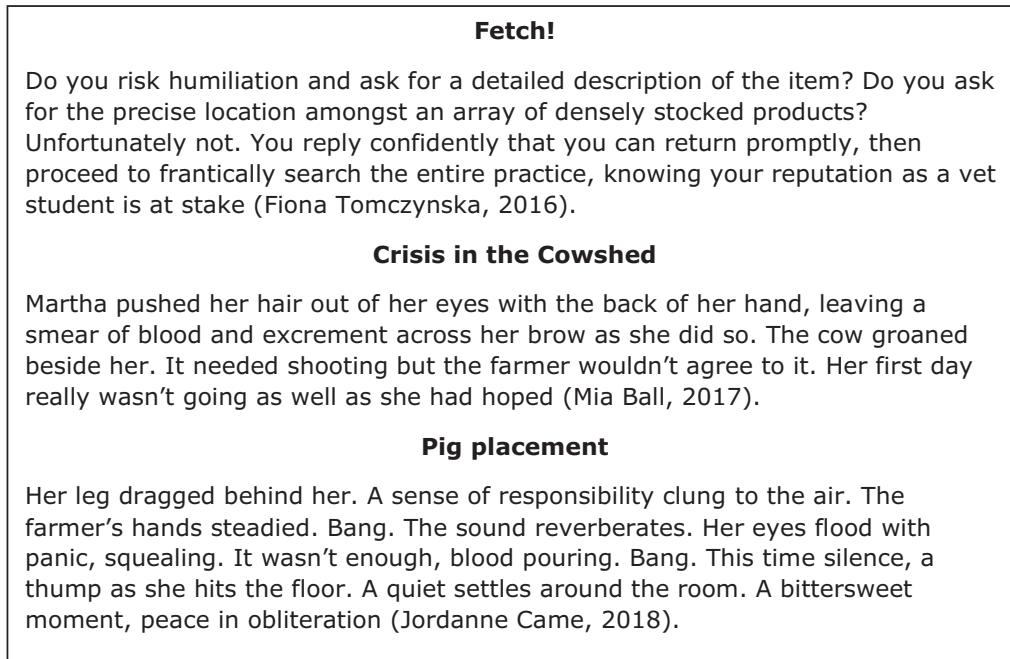 Fetch!
Do you risk humiliation and ask for a detailed description of the item? Do you ask
for the precise location amongst an array of densely stocked products?
Unfortunately not. You reply confidently that you can return promptly, then
proceed to frantically search the entire practice, knowing your reputation as a vet
student is at stake (Fiona Tomczynska, 2016).
Crisis in the Cowshed
Martha pushed her hair out of her eyes with the back of her hand, leaving a
smear of blood and excrement across her brow as she did so. The cow groaned
beside her. It needed shooting but the farmer wouldn’t agree to it. Her first day
really wasn’t going as well as she had hoped (Mia Ball, 2017).
Pig placement
Her leg dragged behind her. A sense of responsibility clung to the air. The
farmer’s hands steadied. Bang. The sound reverberates. Her eyes flood with
panic, squealing. It wasn’t enough, blood pouring. Bang. This time silence, a
thump as she hits the floor. A quiet settles around the room. A bittersweet
moment, peace in obliteration (Jordanne Came, 2018).